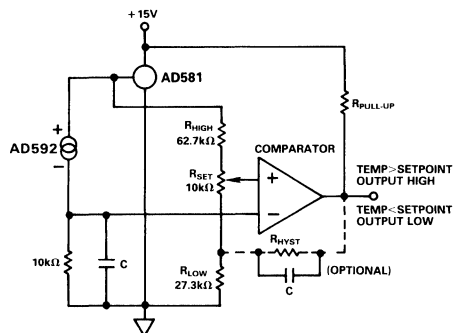 +15V
AD581
RPULL-UP
RHIGH
62.7kΩ
COMPARATOR
+
AD592
−
RSET
10kΩ
+
−
TEMP>SETPOINT
OUTPUT HIGH
TEMP<SETPOINT
OUTPUT LOW
RHYST
C
(OPTIONAL)
10kΩ
C
RLOW
27.3kΩ